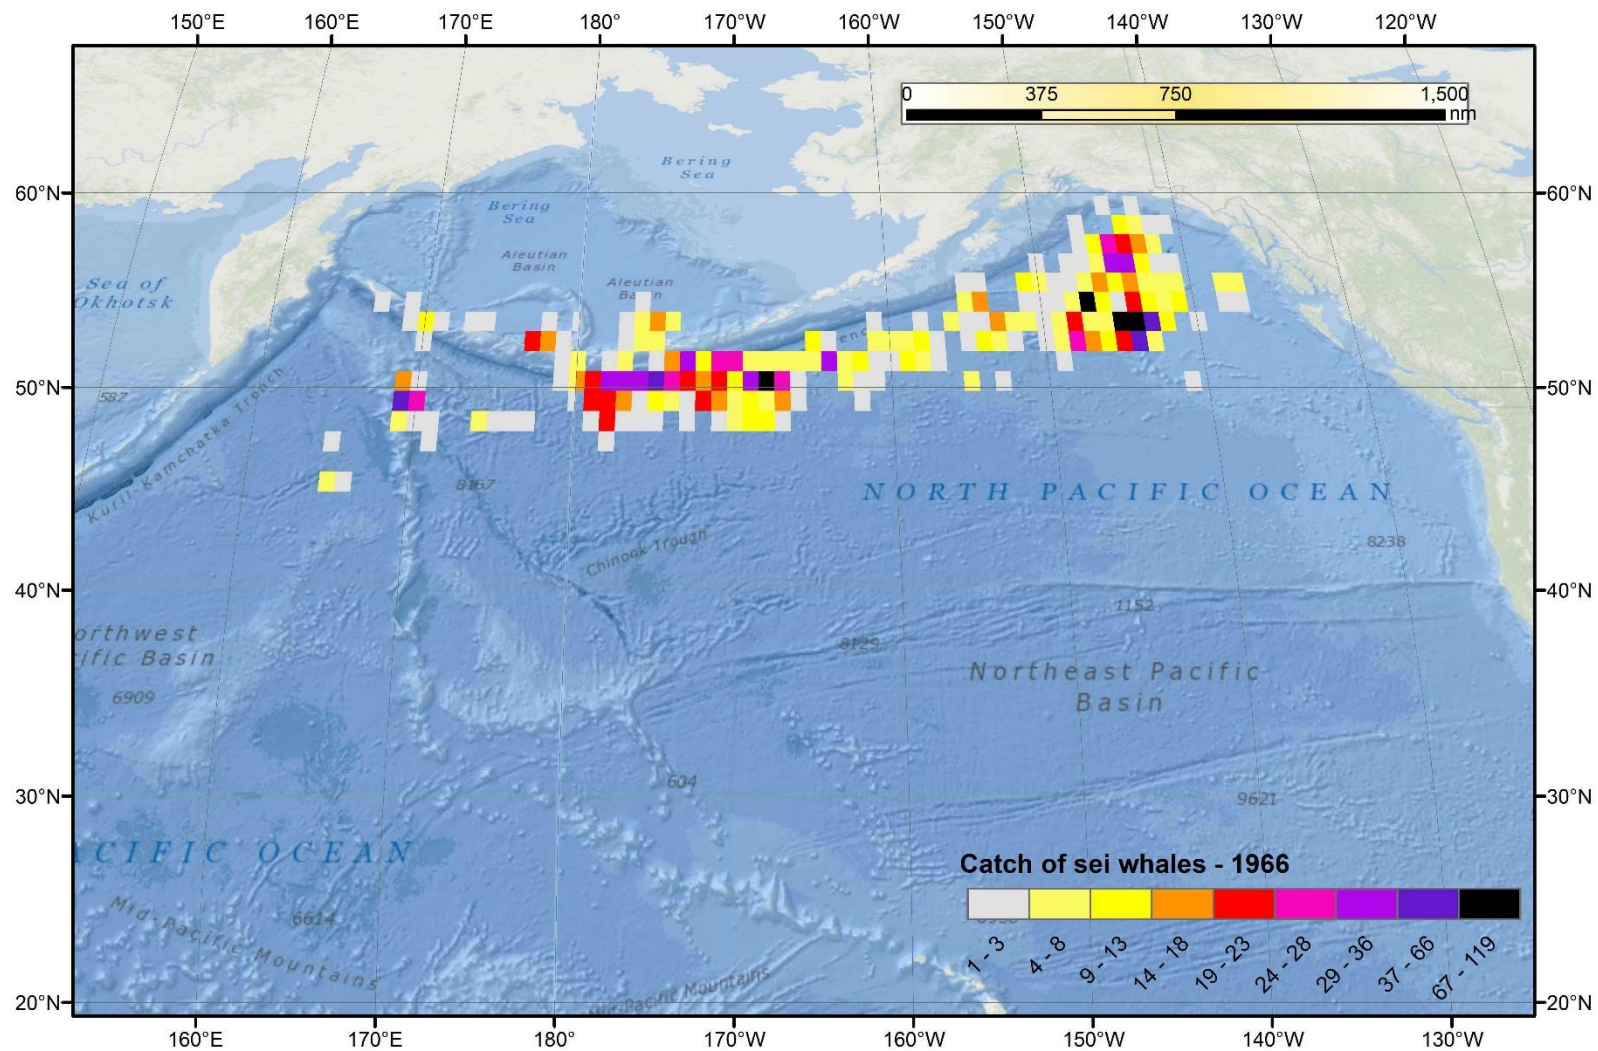 150°E 160°E 170°E 180° 170°W 160°W 150°W 140°W 130°W 120°W
0 375 750 1,500
nm
Bering
Sea
60°N 60°N
Bering
Sea
Aleutian
Basin
Sea of
Okhotsk
Aleutian
50°N 50°N
587
Kuril-Kamchatka Trench
8167
NORTH PACIFIC OCEAN
Chinook Trough
8238
40°N 40°N
1152
orthwest
cific Basin
8129
Northeast Pacific
Basin
6909
604
30°N 30°N
9621
ACIFIC OCEAN
Catch of sei whales - 1966
Mid-Pacific Mountains
6614
1 - 3
4 - 8
9 - 13
14 - 18
19 - 23
24 - 28
29 - 36
37 - 66
67 - 119
Mid-Pacific Mountains
20°N 20°N
160°E 170°E 180° 170°W 160°W 150°W 140°W 130°W